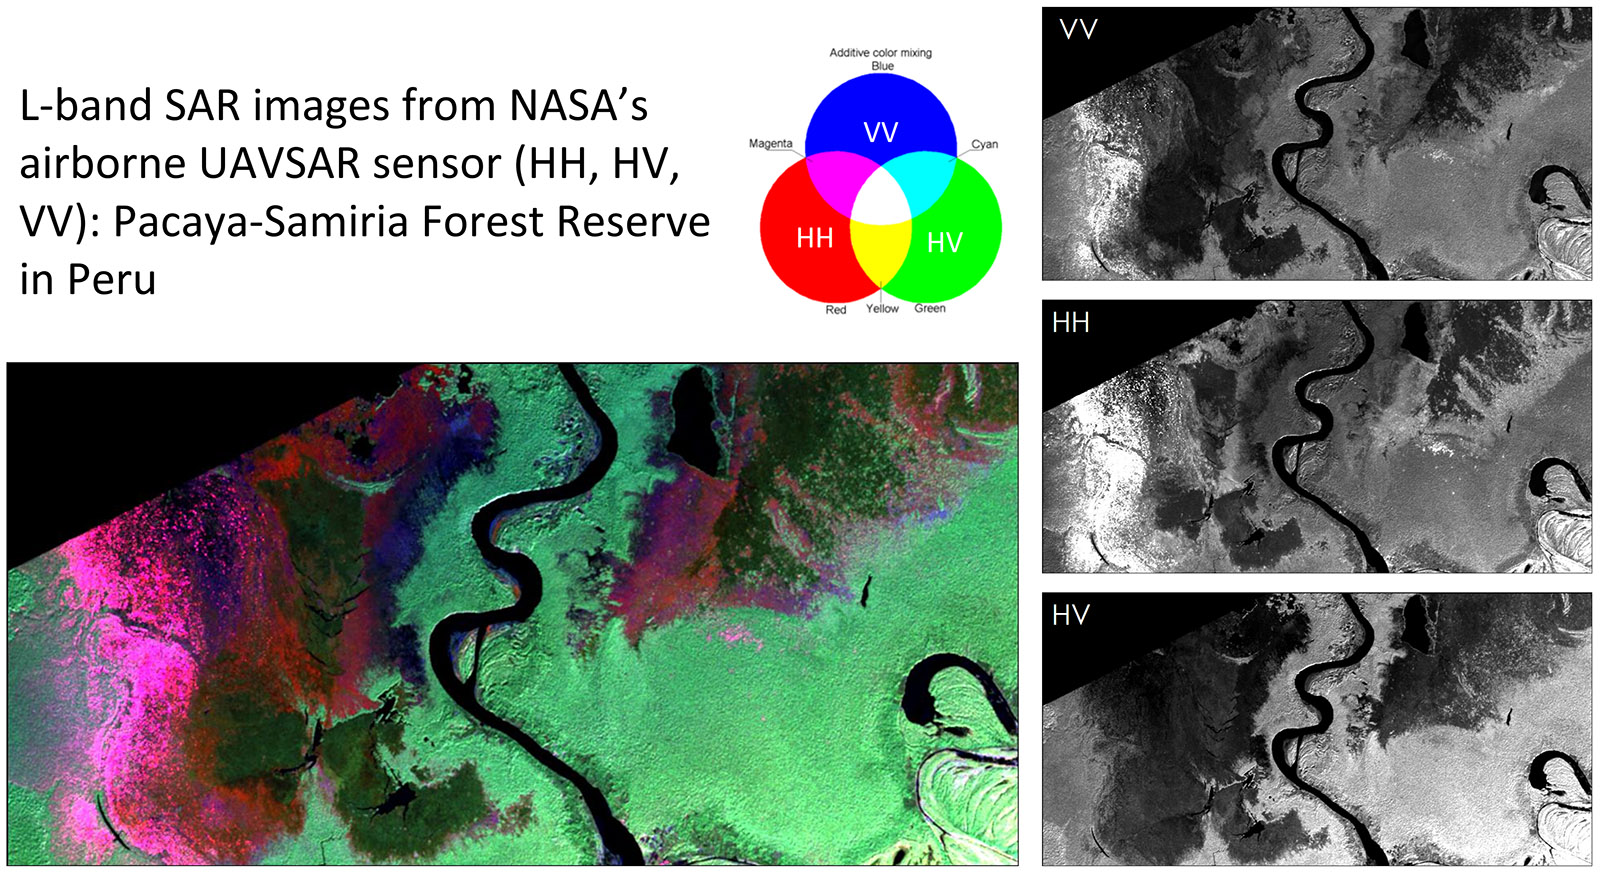 L-band SAR images from NASA’s
airborne UAVSAR sensor (HH, HV,
VV): Pacaya-Samiria Forest Reserve
in Peru
Additive color mixing
Blue
VV
Magenta
Cyan
HH
HV
Red
Yellow
Green
VV
HH
HV